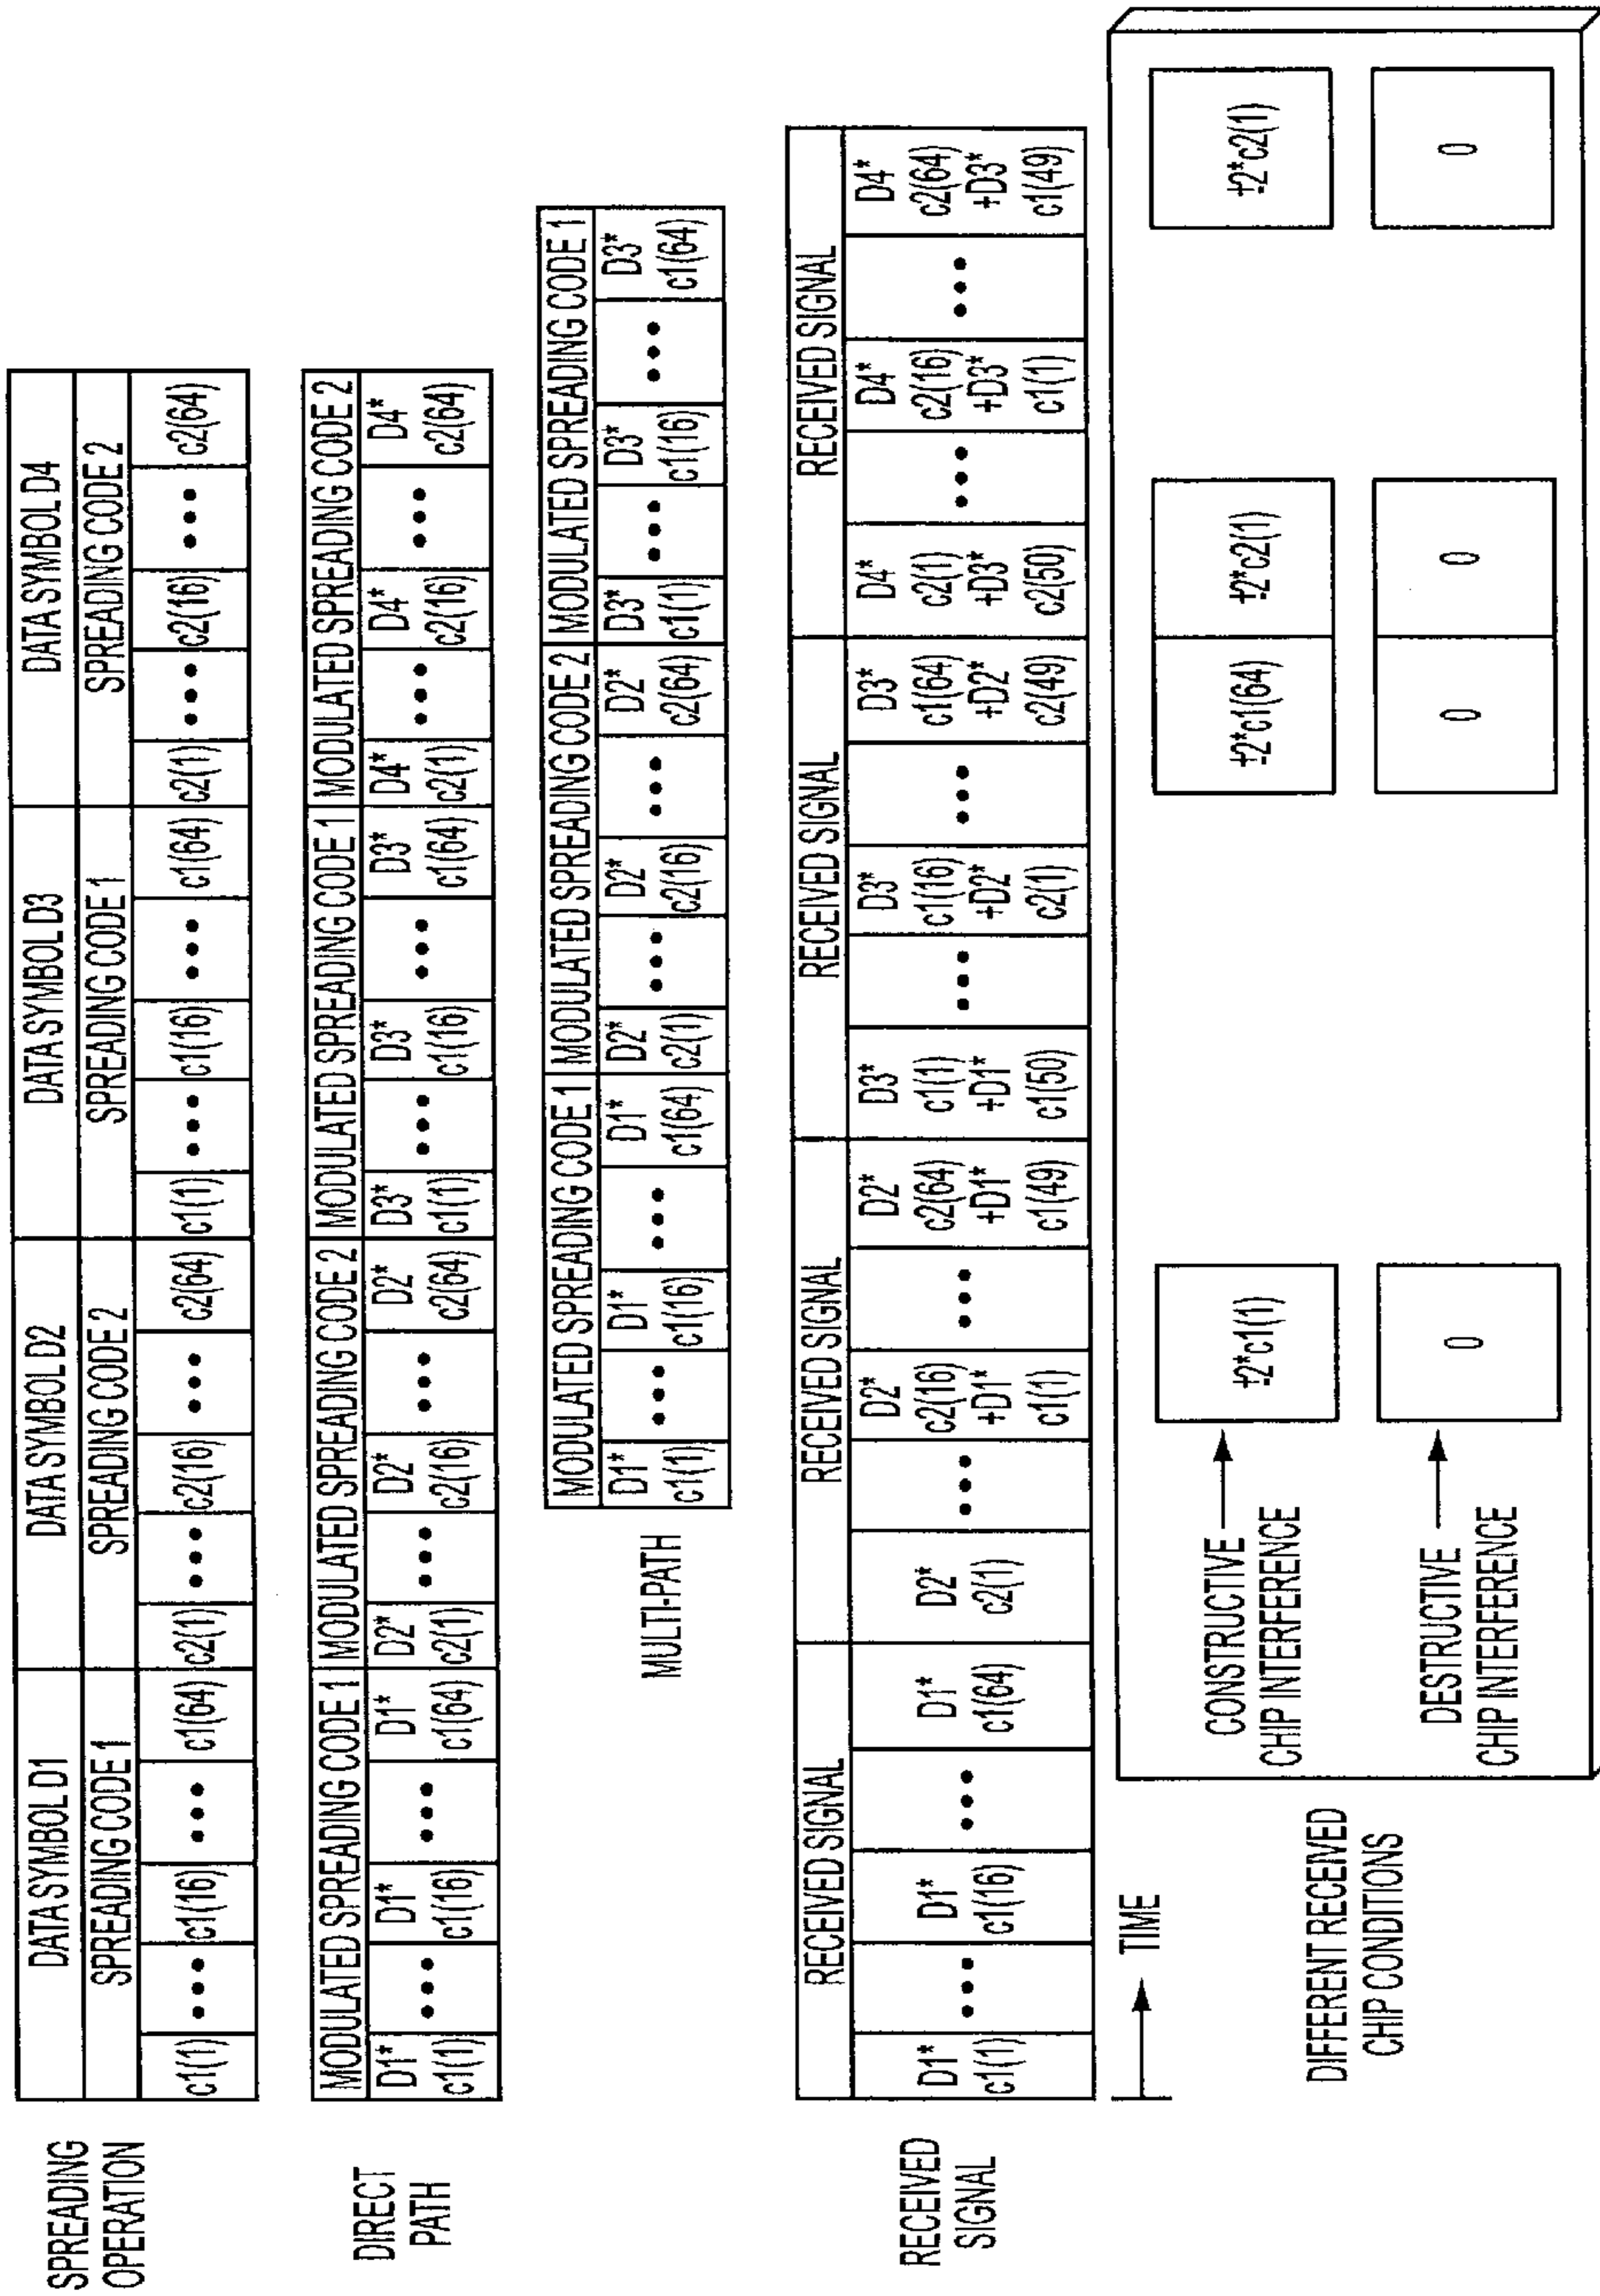 SPREADING
OPERATION
DATA SYMBOL D1 DATA SYMBOL D2 DATA SYMBOL D3 DATA SYMBOL D4
SPREADING CODE 1 SPREADING CODE 2 SPREADING CODE 1 SPREADING CODE 2
c1(1) ••• c1(16) ••• c1(64) c2(1) ••• c2(16) ••• c2(64) c1(1) ••• c1(16) ••• c1(64) c2(1) ••• c2(16) ••• c2(64)
DIRECT
PATH
MODULATED SPREADING CODE 1 MODULATED SPREADING CODE 2 MODULATED SPREADING CODE 1 MODULATED SPREADING CODE 2
D1* ••• D1* ••• D1* D2* ••• D2* ••• D2* D3* ••• D3* ••• D3* D4* ••• D4* ••• D4*
c1(1) c1(16) c1(64) c2(1) c2(16) c2(64) c1(1) c1(16) c1(64) c2(1) c2(16) c2(64)
MULTI-PATH
MODULATED SPREADING CODE 1 MODULATED SPREADING CODE 2 MODULATED SPREADING CODE 1
D1* ••• D1* ••• D1* D2* ••• D2* ••• D2* D3* ••• D3* ••• D3*
c1(1) c1(16) c1(64) c2(1) c2(16) c2(64) c1(1) c1(16) c1(64)
RECEIVED
SIGNAL
RECEIVED SIGNAL RECEIVED SIGNAL RECEIVED SIGNAL RECEIVED SIGNAL
D1*
c1(1)
•••
D1*
c1(16)
•••
D1*
c1(64)
D2*
c2(1)
•••
D2*
c2(16)
+D1*
c1(1)
•••
D2*
c2(64)
+D1*
c1(49)
D3*
c1(1)
+D1*
c1(50)
•••
D3*
c1(16)
+D2*
c2(1)
•••
D3*
c1(64)
+D2*
c2(49)
D4*
c2(1)
+D3*
c2(50)
•••
D4*
c2(16)
+D3*
c1(1)
•••
D4*
c2(64)
+D3*
c1(49)
TIME
DIFFERENT RECEIVED
CHIP CONDITIONS
CONSTRUCTIVE
CHIP INTERFERENCE
±2*c1(1) ±2*c1(64) ±2*c2(1) ±2*c2(1)
DESTRUCTIVE
CHIP INTERFERENCE
0 0 0 0